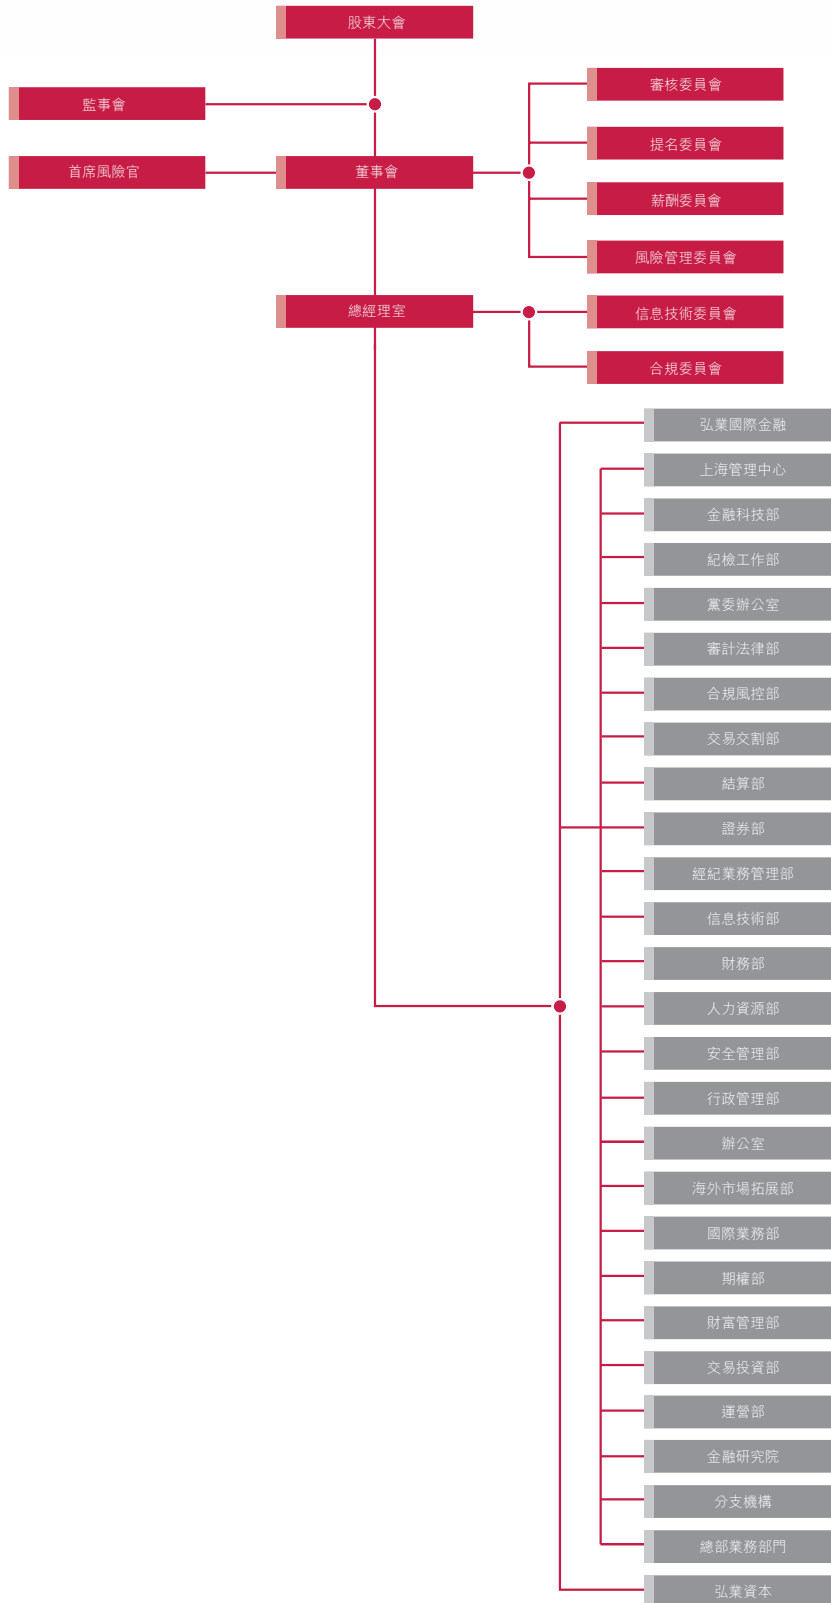 股東大會
監事會
首席風險官
董事會
審核委員會
提名委員會
薪酬委員會
風險管理委員會
總經理室
信息技術委員會
合規委員會
弘業國際金融
上海管理中心
金融科技部
紀檢工作部
黨委辦公室
審計法律部
合規風控部
交易交割部
結算部
證券部
經紀業務管理部
信息技術部
財務部
人力資源部
安全管理部
行政管理部
辦公室
海外市場拓展部
國際業務部
期權部
財富管理部
交易投資部
運營部
金融研究院
分支機構
總部業務部門
弘業資本